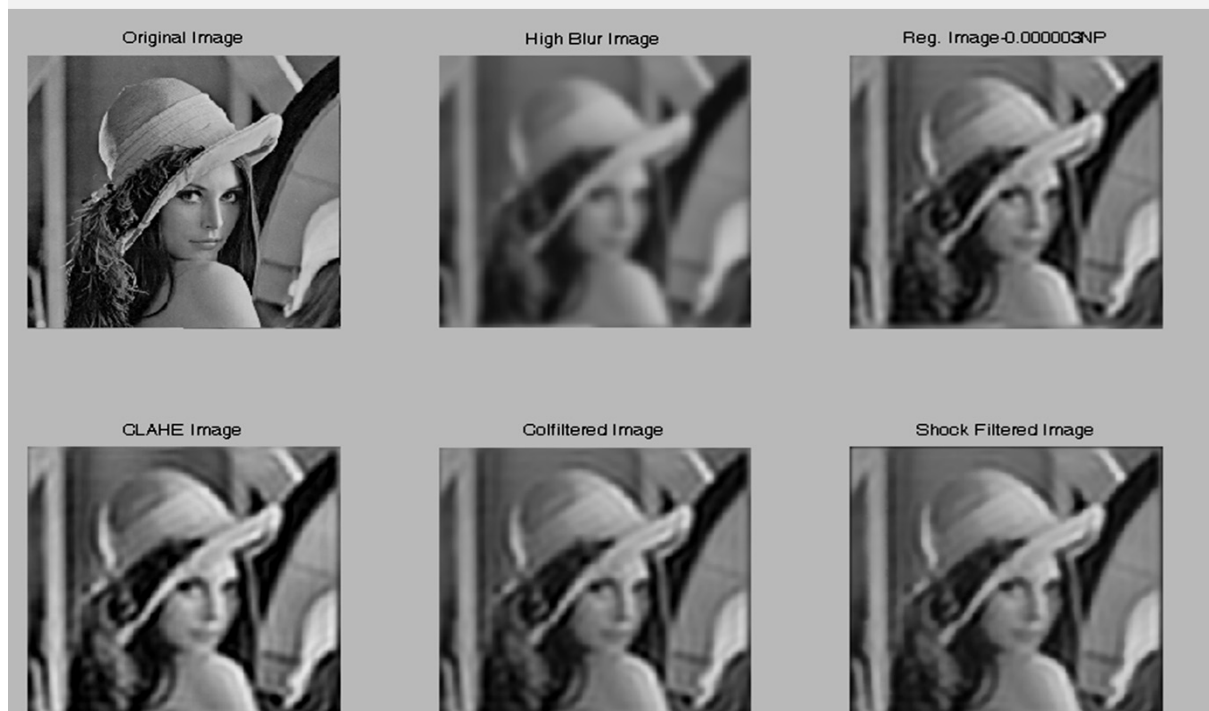 Original Image
High Blur Image
Reg. Image-0.000003NP
CLAHE Image
Colfiltered Image
Shock Filtered Image